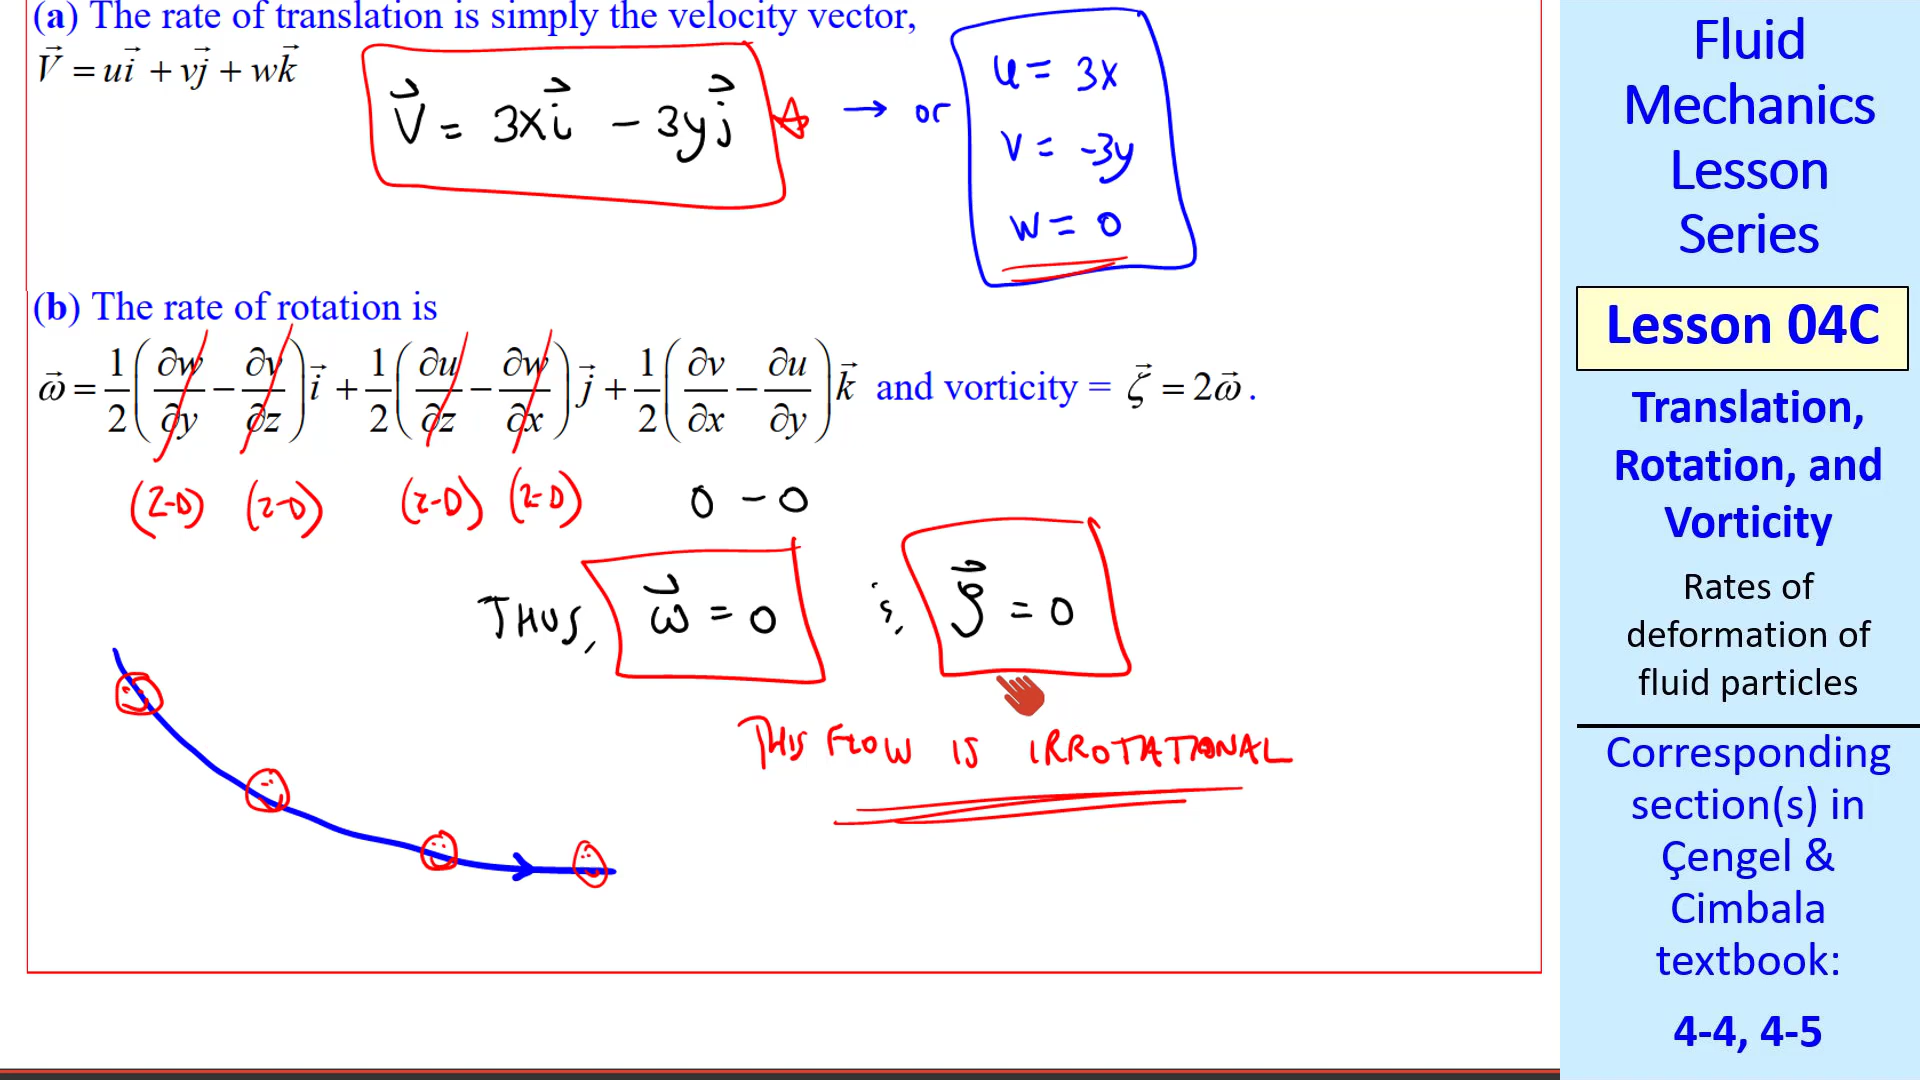 (a) The rate of translation is simply the velocity vector,
V⃗ = ui⃗ + vj⃗ + wk⃗
V⃗ = 3xi⃗ - 3yj⃗ → or
u = 3x
v = -3y
w = 0
(b) The rate of rotation is
ω⃗ = 1/2 (∂w/∂y - ∂v/∂z) i⃗ + 1/2 (∂u/∂z - ∂w/∂x) j⃗ + 1/2 (∂v/∂x - ∂u/∂y) k⃗ and vorticity = ζ⃗ = 2ω⃗.
(2-D) (2-D) (2-D) (2-D) 0 - 0
THUS, ω⃗ = 0 & ζ⃗ = 0
THIS FLOW IS IRROTATIONAL
Fluid
Mechanics
Lesson
Series
Lesson 04C
Translation,
Rotation, and
Vorticity
Rates of
deformation of
fluid particles
Corresponding
section(s) in
Çengel &
Cimbala
textbook:
4-4, 4-5